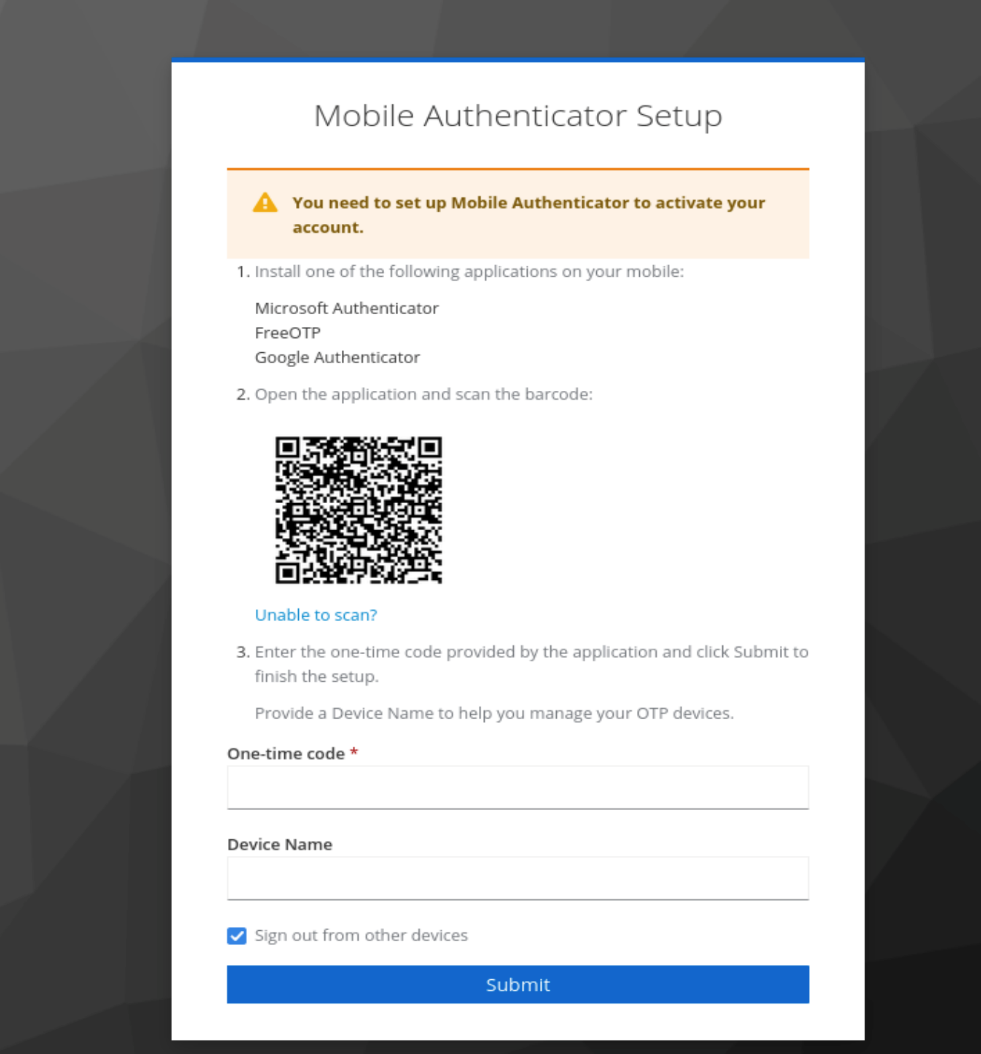 Mobile Authenticator Setup
You need to set up Mobile Authenticator to activate your
account.
1. Install one of the following applications on your mobile:
Microsoft Authenticator
FreeOTP
Google Authenticator
2. Open the application and scan the barcode:
Unable to scan?
3. Enter the one-time code provided by the application and click Submit to
finish the setup.
Provide a Device Name to help you manage your OTP devices.
One-time code *
Device Name
Sign out from other devices
Submit